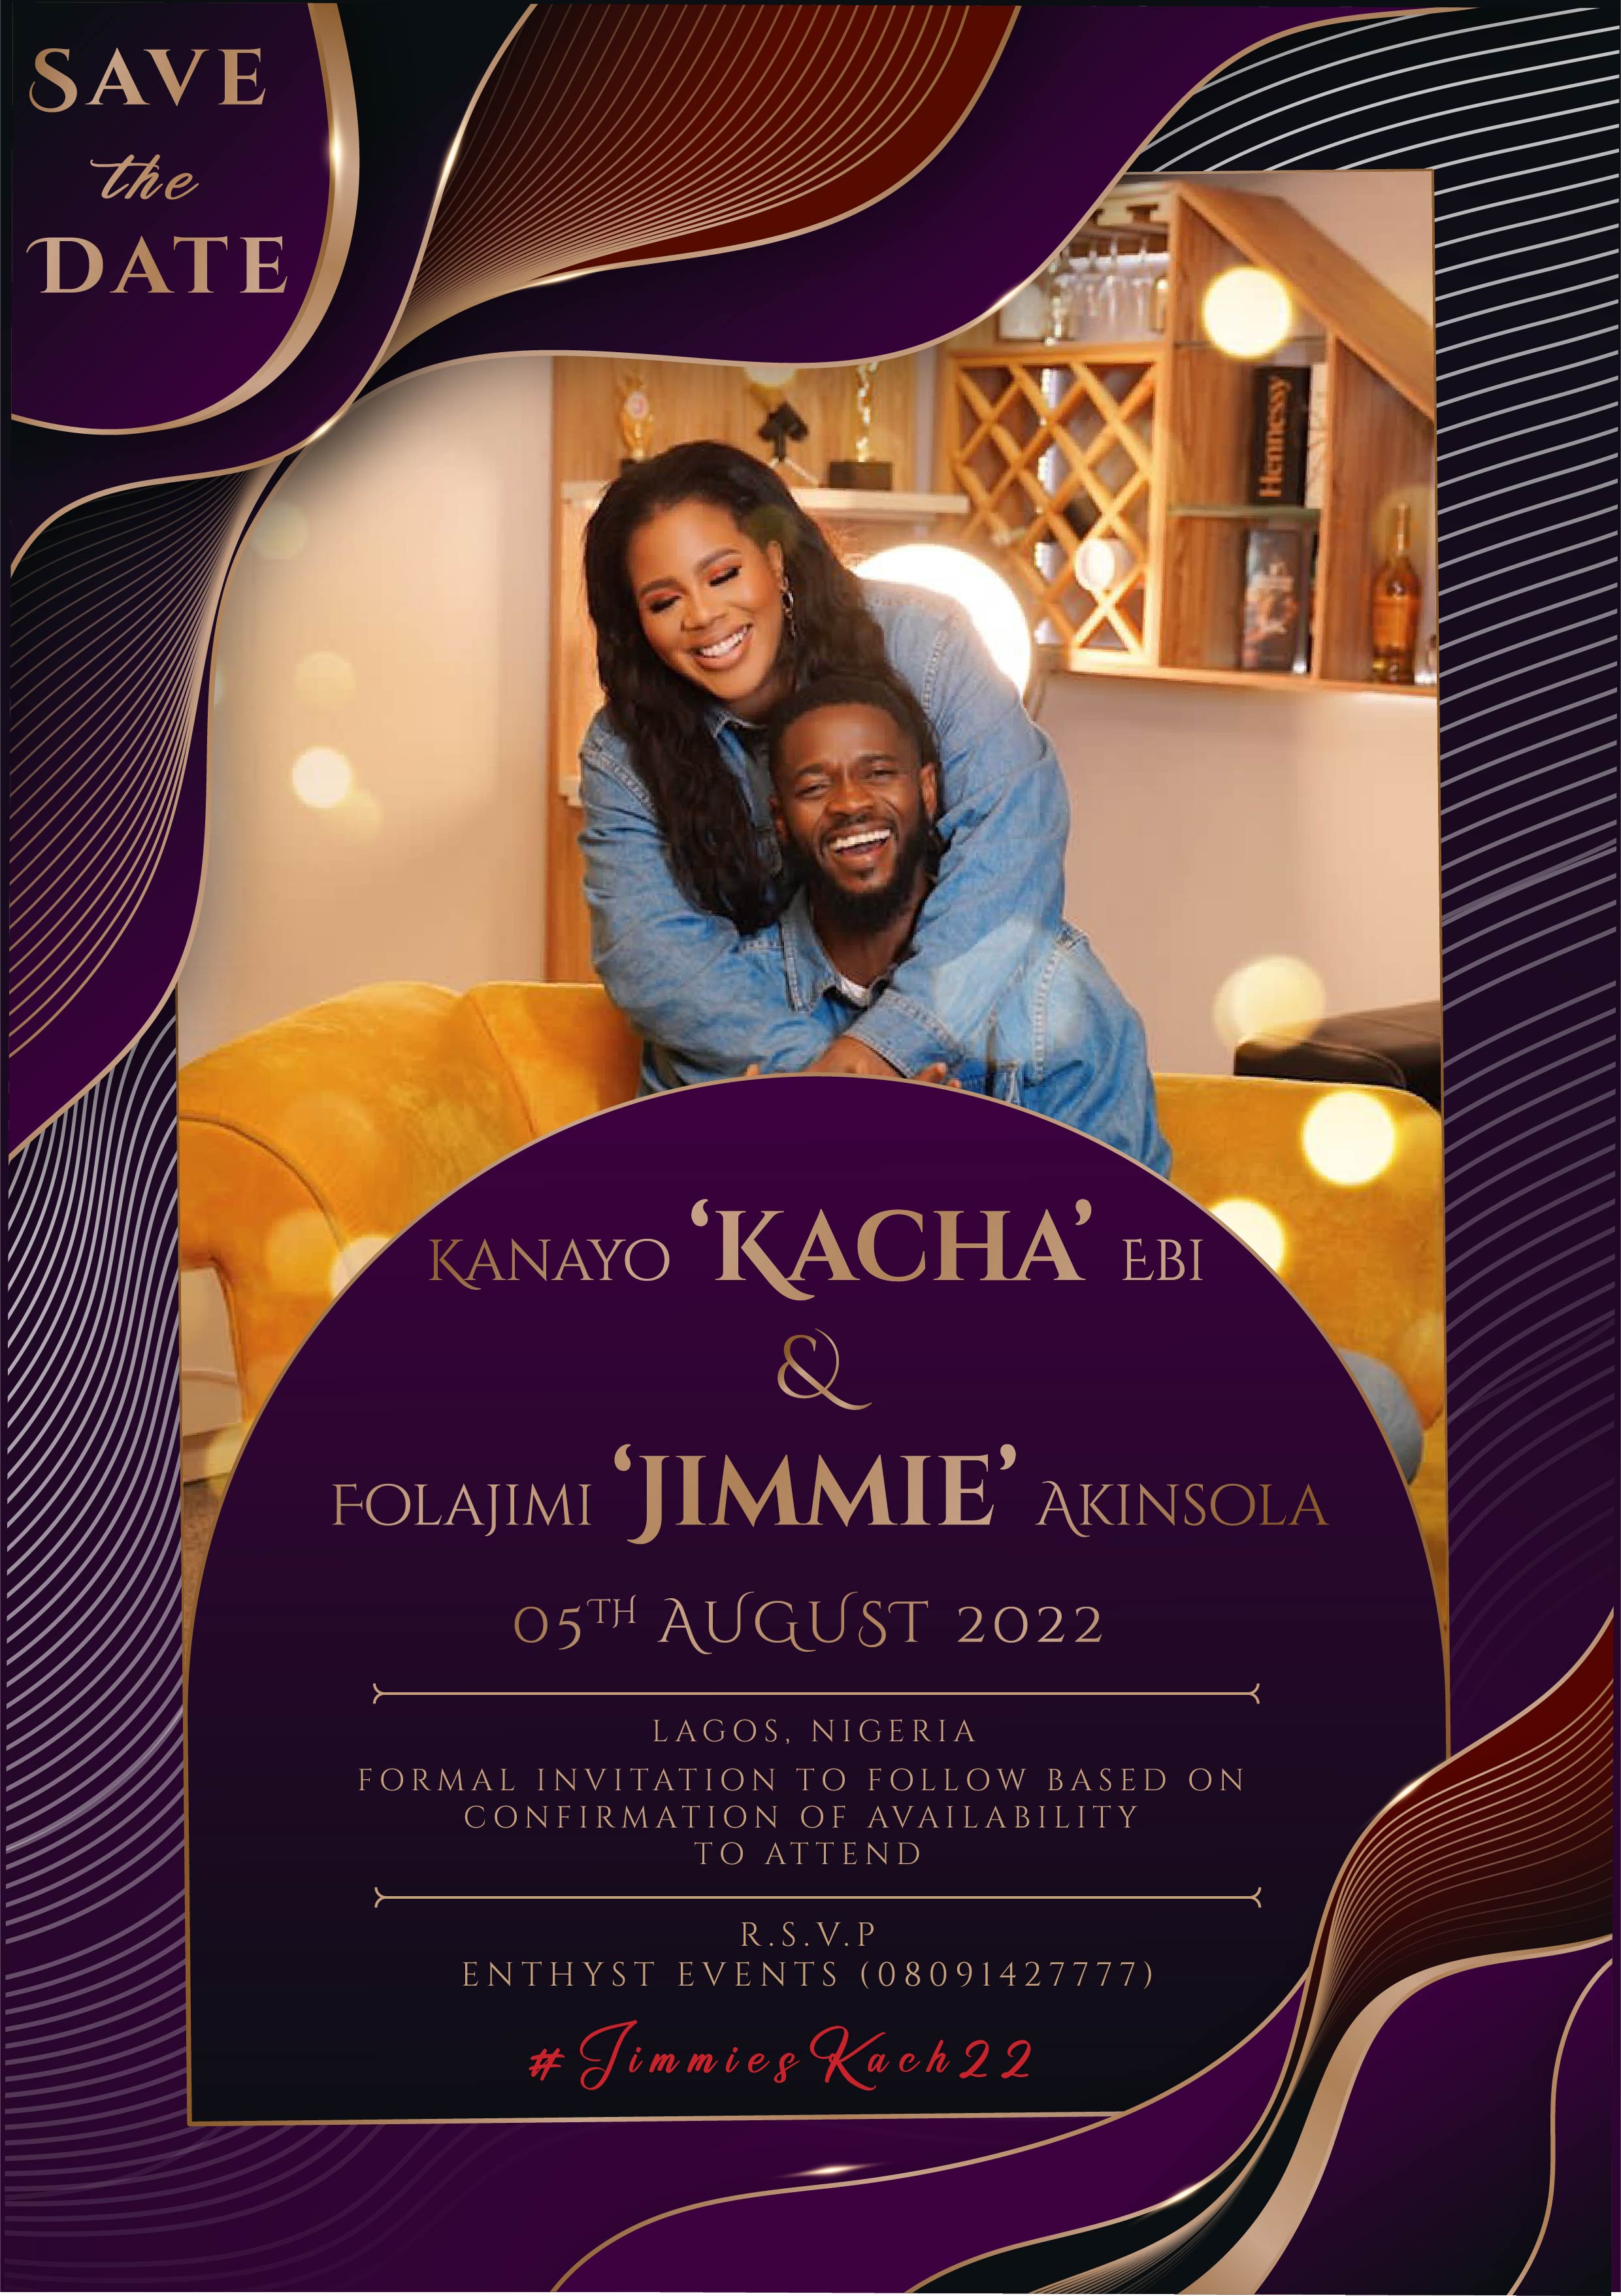 SAVE
the
DATE
Hennessy
KANAYO ‘KACHA’ EBI
&
FOLAJIMI ‘JIMMIE’ AKINSOLA
05TH AUGUST 2022
LAGOS, NIGERIA
FORMAL INVITATION TO FOLLOW BASED ON
CONFIRMATION OF AVAILABILITY
TO ATTEND
R.S.V.P
ENTHYST EVENTS (08091427777)
#JimmiesKach22